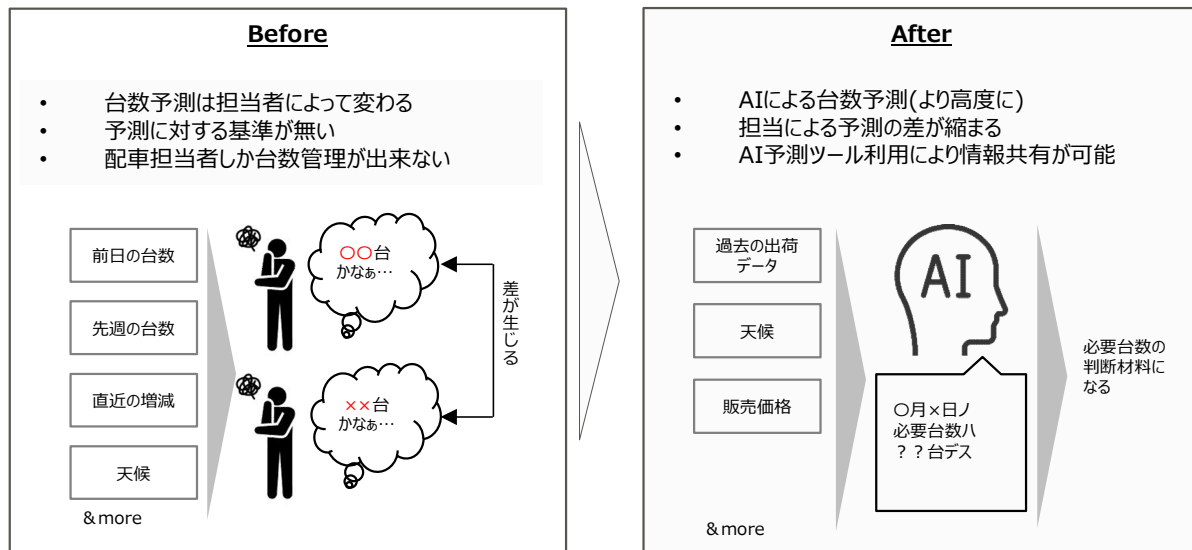 Before
• 台数予測は担当者によって変わる
• 予測に対する基準が無い
• 配車担当者しか台数管理が出来ない
前日の台数
先週の台数
直近の増減
天候
＆more
〇〇台
かなぁ…
××台
かなぁ…
差が生じる
After
• AIによる台数予測(より高度に)
• 担当による予測の差が縮まる
• AI予測ツール利用により情報共有が可能
過去の出荷
データ
天候
販売価格
＆more
AI
〇月×日ノ
必要台数ハ
？？台デス
必要台数の
判断材料に
なる